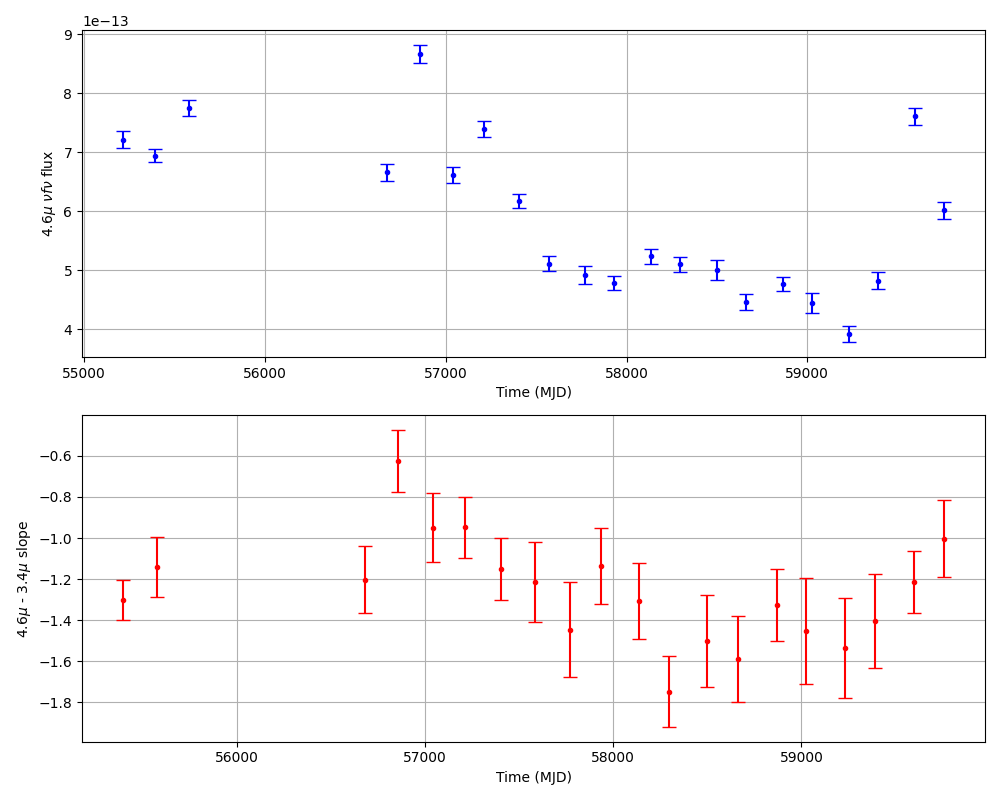 1e−13
9
8
7
6
5
4
4.6μ νfν flux
55000 56000 57000 58000 59000
Time (MJD)
−0.6
−0.8
−1.0
−1.2
−1.4
−1.6
−1.8
4.6μ - 3.4μ slope
56000 57000 58000 59000
Time (MJD)